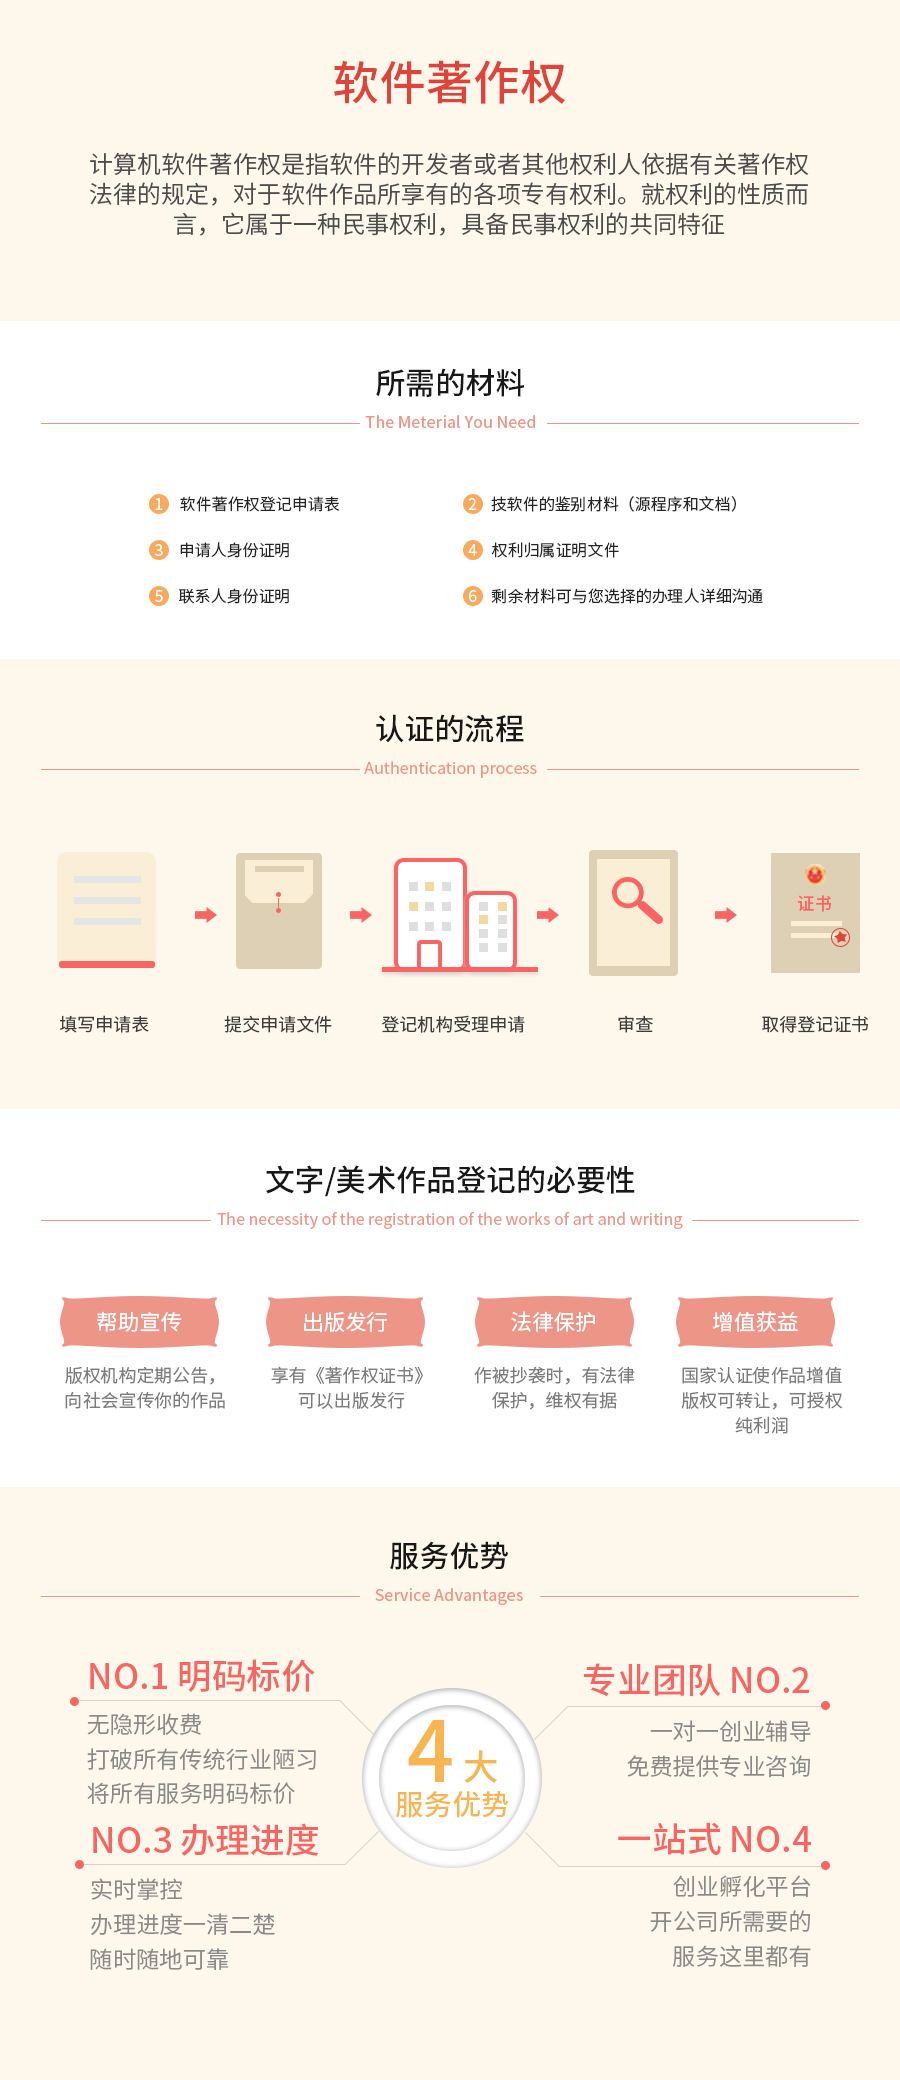 软件著作权
计算机软件著作权是指软件的开发者或者其他权利人依据有关著作权
法律的规定，对于软件作品所享有的各项专有权利。就权利的性质而
言，它属于一种民事权利，具备民事权利的共同特征
所需的材料
The Meterial You Need
1 软件著作权登记申请表
2 技软件的鉴别材料（源程序和文档）
3 申请人身份证明
4 权利归属证明文件
5 联系人身份证明
6 剩余材料可与您选择的办理人详细沟通
认证的流程
Authentication process
证书
填写申请表
提交申请文件
登记机构受理申请
审查
取得登记证书
文字/美术作品登记的必要性
The necessity of the registration of the works of art and writing
帮助宣传
版权机构定期公告，
向社会宣传你的作品
出版发行
享有《著作权证书》
可以出版发行
法律保护
作被抄袭时，有法律
保护，维权有据
增值获益
国家认证使作品增值
版权可转让，可授权
纯利润
服务优势
Service Advantages
NO.1 明码标价
无隐形收费
打破所有传统行业陋习
将所有服务明码标价
专业团队 NO.2
一对一创业辅导
免费提供专业咨询
4 大
服务优势
NO.3 办理进度
实时掌控
办理进度一清二楚
随时随地可靠
一站式 NO.4
创业孵化平台
开公司所需要的
服务这里都有